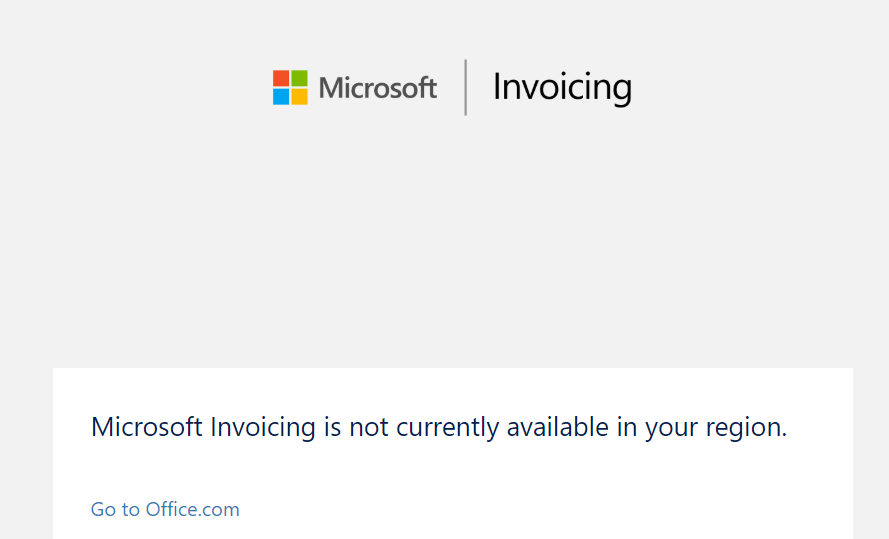 Microsoft | Invoicing
Microsoft Invoicing is not currently available in your region.
Go to Office.com